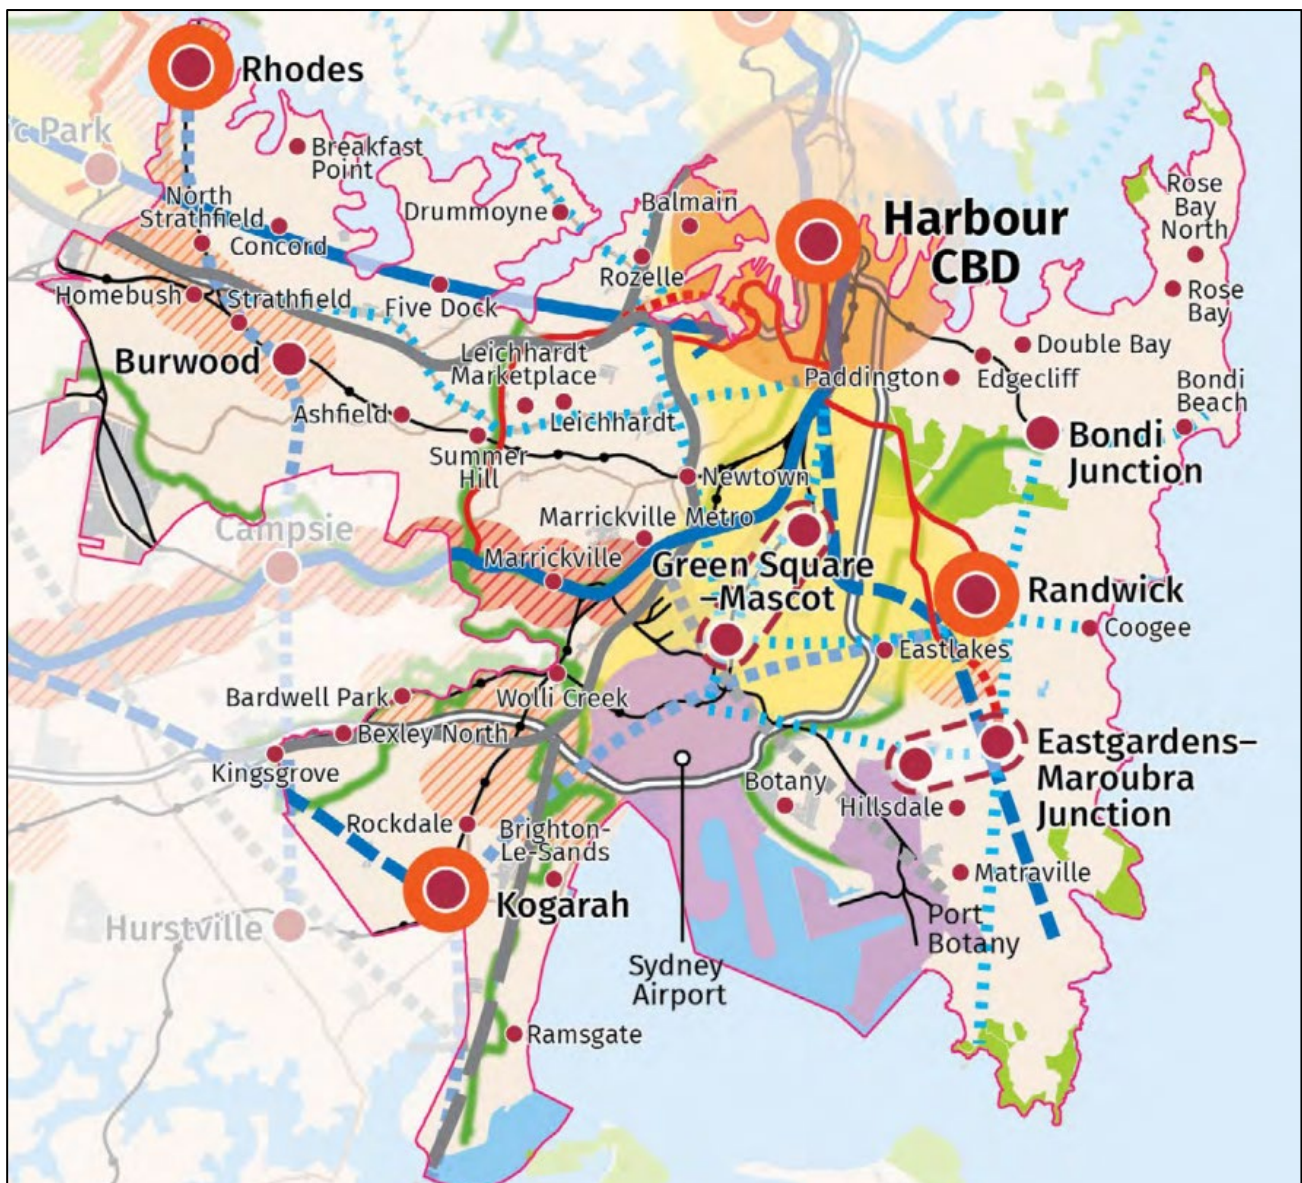 Rhodes
c Park
Breakfast
Point
North
Strathfield
Concord
Drummoyne
Balmain
Harbour
CBD
Rose
Bay
North
Rozelle
Homebush
Strathfield
Five Dock
Rose
Bay
Burwood
Leichhardt
Marketplace
Double Bay
Paddington
Edgecliff
Bondi
Beach
Ashfield
Leichhardt
Bondi
Junction
Summer
Hill
Newtown
Campsie
Marrickville Metro
Marrickville
Green Square
–Mascot
Randwick
Coogee
Eastlakes
Bardwell Park
Wolli Creek
Bexley North
Kingsgrove
Eastgardens–
Maroubra
Junction
Botany
Hillsdale
Rockdale
Brighton-
Le-Sands
Matraville
Kogarah
Hurstville
Port
Botany
Sydney
Airport
Ramsgate